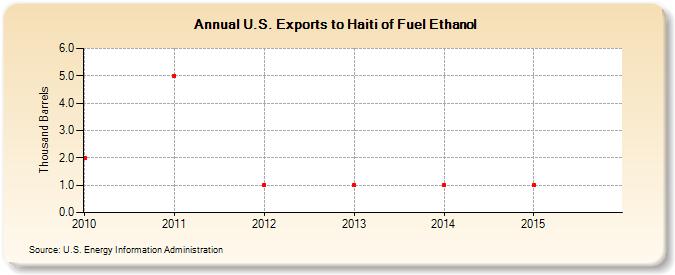 Annual U.S. Exports to Haiti of Fuel Ethanol
Thousand Barrels
6.0
5.0
4.0
3.0
2.0
1.0
0.0
2010 2011 2012 2013 2014 2015
Source: U.S. Energy Information Administration